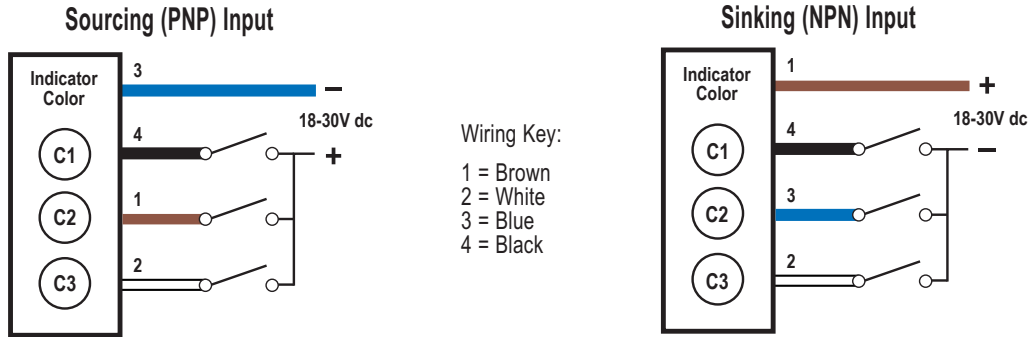 Sourcing (PNP) Input
Indicator
Color
3
–
18-30V dc
4
C1
+
1
C2
2
C3
Wiring Key:
1 = Brown
2 = White
3 = Blue
4 = Black
Sinking (NPN) Input
Indicator
Color
1
+
18-30V dc
4
C1
–
3
C2
2
C3